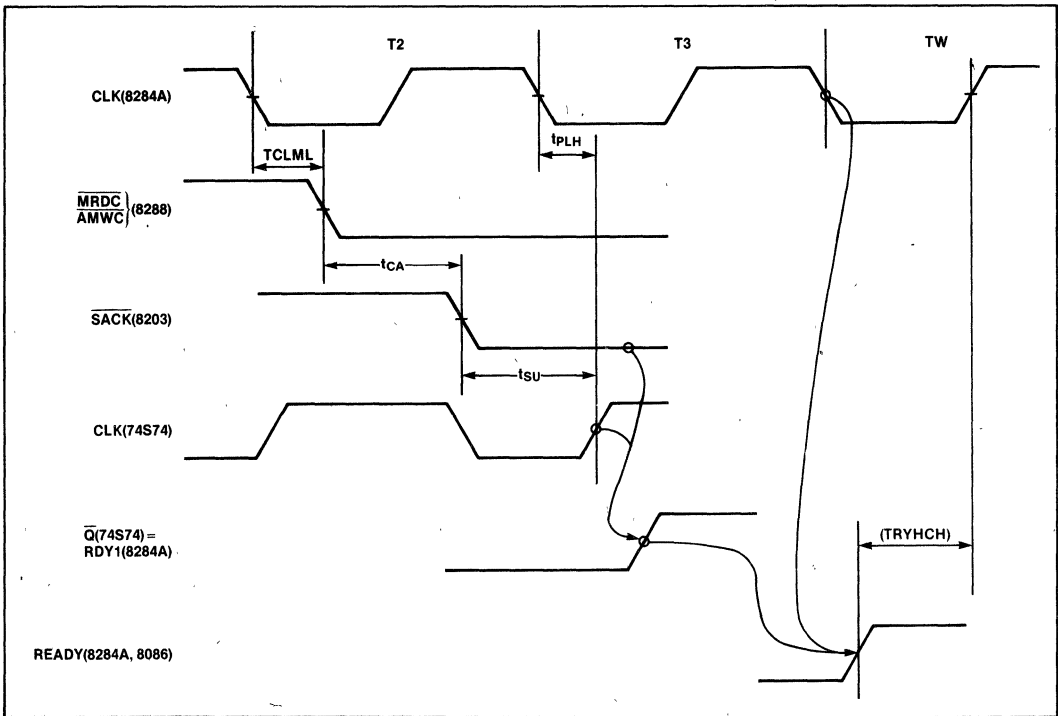 T2 T3 TW
CLK(8284A)
tPLH
TCLML
MRDC
AMWC } (8288)
tCA
SACK(8203)
tSU
CLK(74S74)
Q(74S74) =
RDY1(8284A)
(TRYHCH)
READY(8284A, 8086)